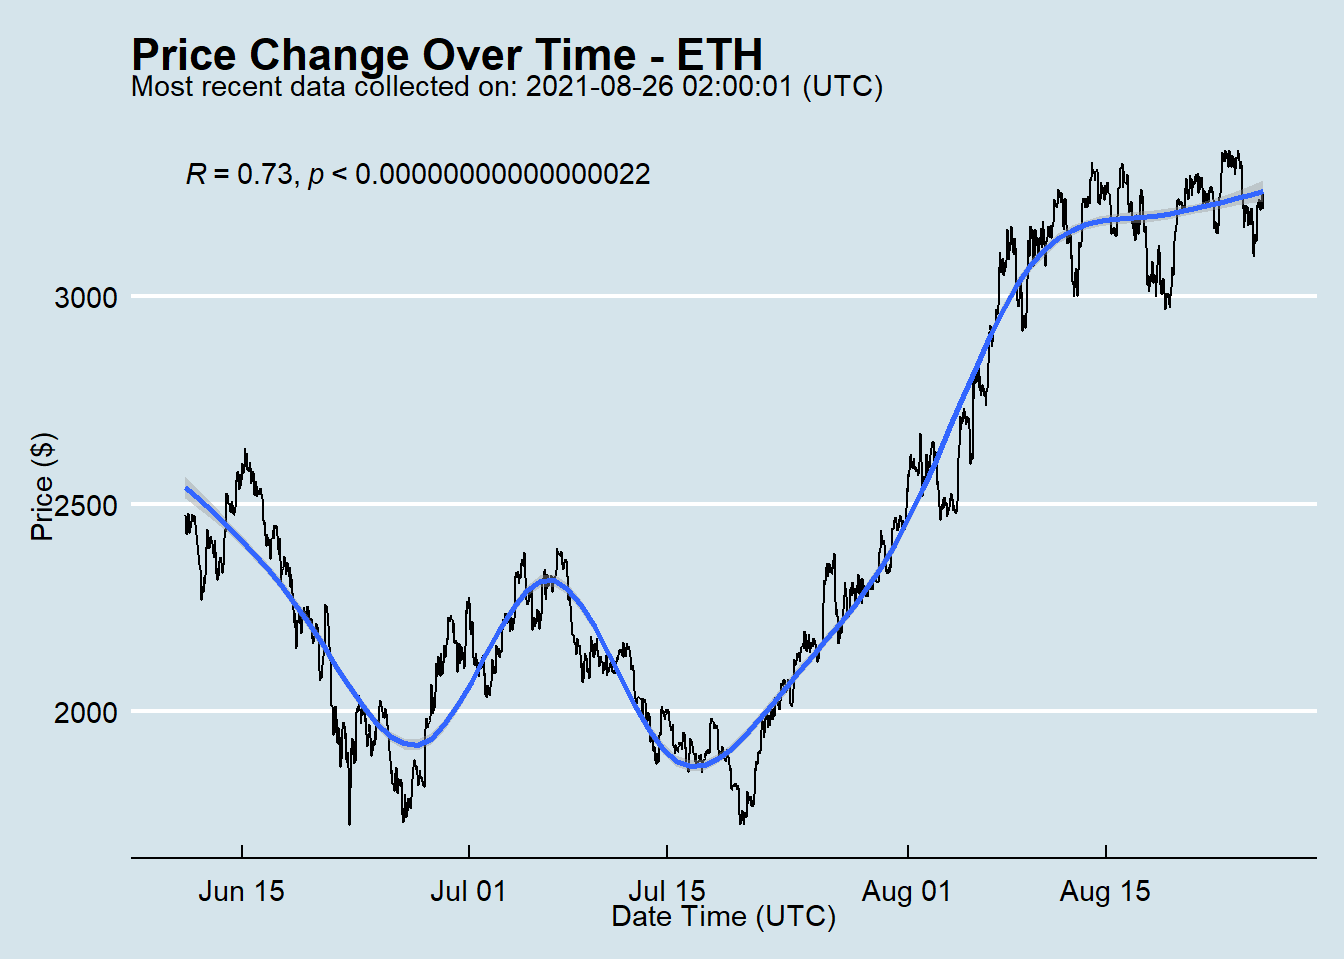 Price Change Over Time - ETH
Most recent data collected on: 2021-08-26 02:00:01 (UTC)
R = 0.73, p < 0.00000000000000022
3000
2500
2000
Price ($)
Jun 15
Jul 01
Jul 15
Aug 01
Aug 15
Date Time (UTC)